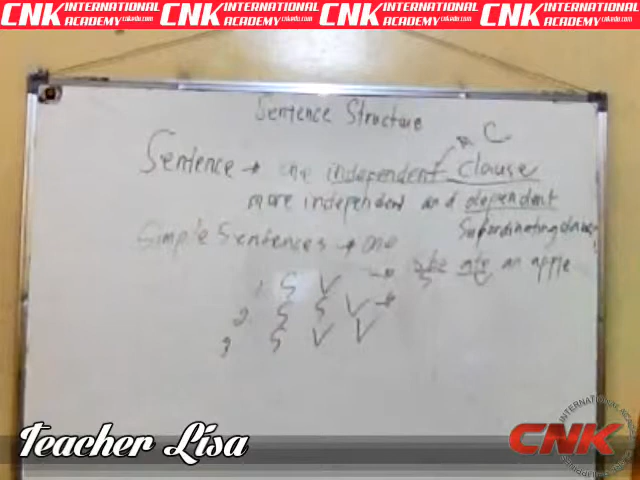 CNK INTERNATIONAL ACADEMY cnkedu.com CNK INTERNATIONAL ACADEMY cnkedu.com CNK INTERNATIONAL ACADEMY cnkedu.com CNK INTERNATIONAL ACADEMY cnkedu.com
Sentence Structure
C
Sentence → one independent clause
more independent and dependent
Simple Sentences → one
she ate an apple
S V
1 S V →
2 S S V →
3 S V V
Teacher Lisa
CNK